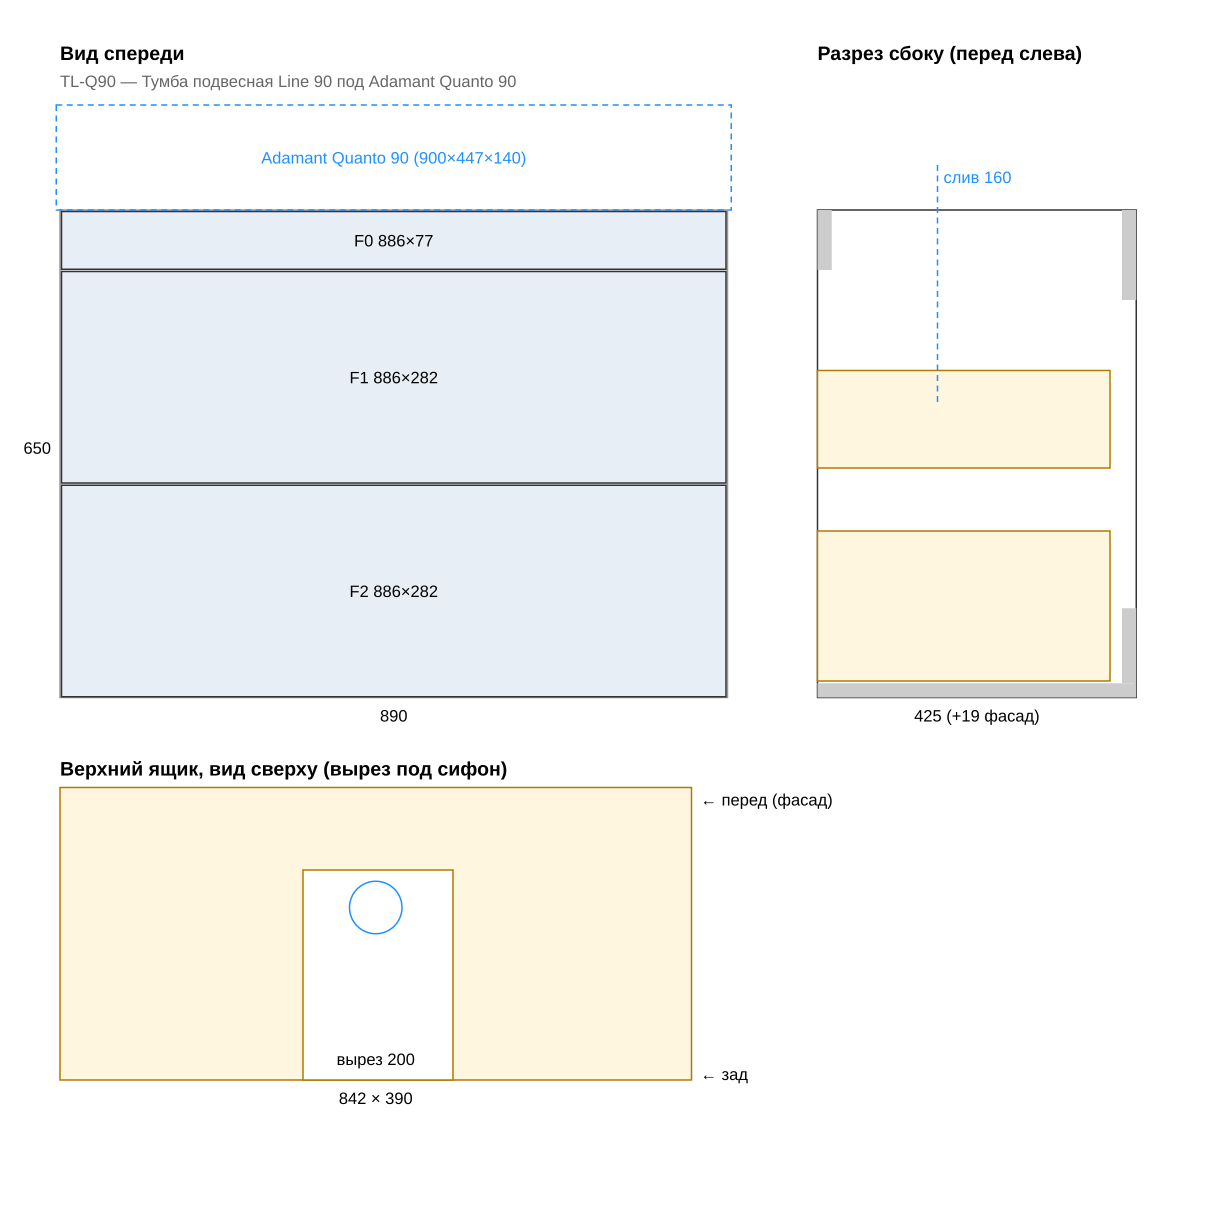 Вид спереди
TL-Q90 — Тумба подвесная Line 90 под Adamant Quanto 90
Adamant Quanto 90 (900×447×140)
F0 886×77
F1 886×282
650
F2 886×282
890
Разрез сбоку (перед слева)
слив 160
425 (+19 фасад)
Верхний ящик, вид сверху (вырез под сифон)
← перед (фасад)
вырез 200
← зад
842 × 390